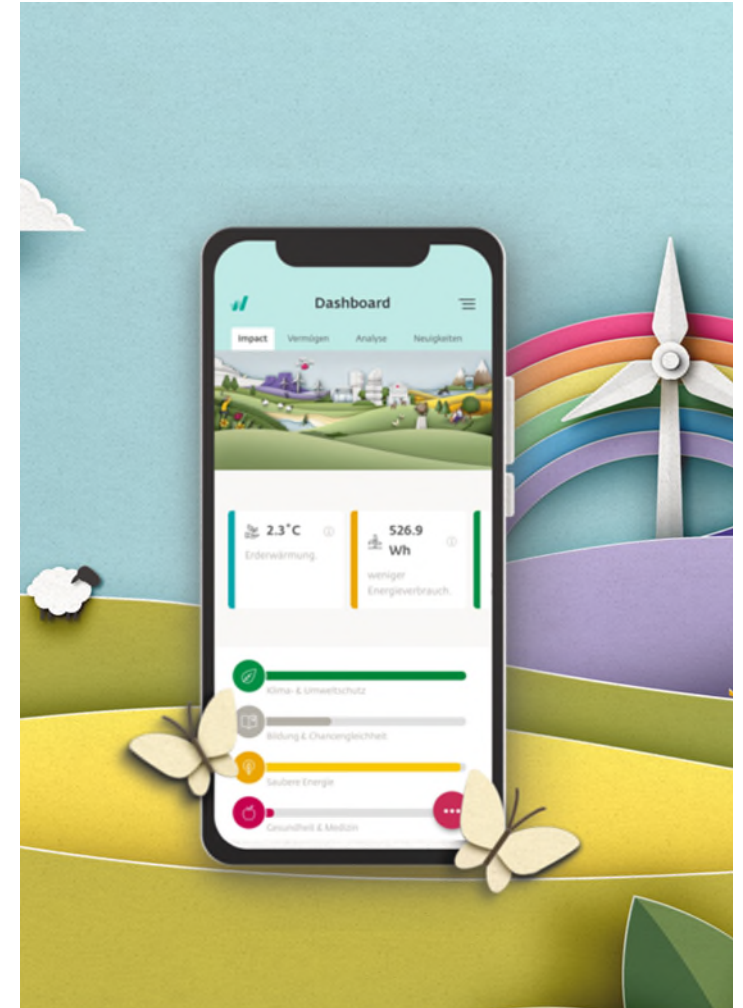 Dashboard
Impact Vermögen Analyse Neuigkeiten
2.3°C
Erderwärmung.
526.9
Wh
weniger
Energieverbrauch.
Klima- & Umweltschutz
Bildung & Chancengleichheit
Saubere Energie
Gesundheit & Medizin